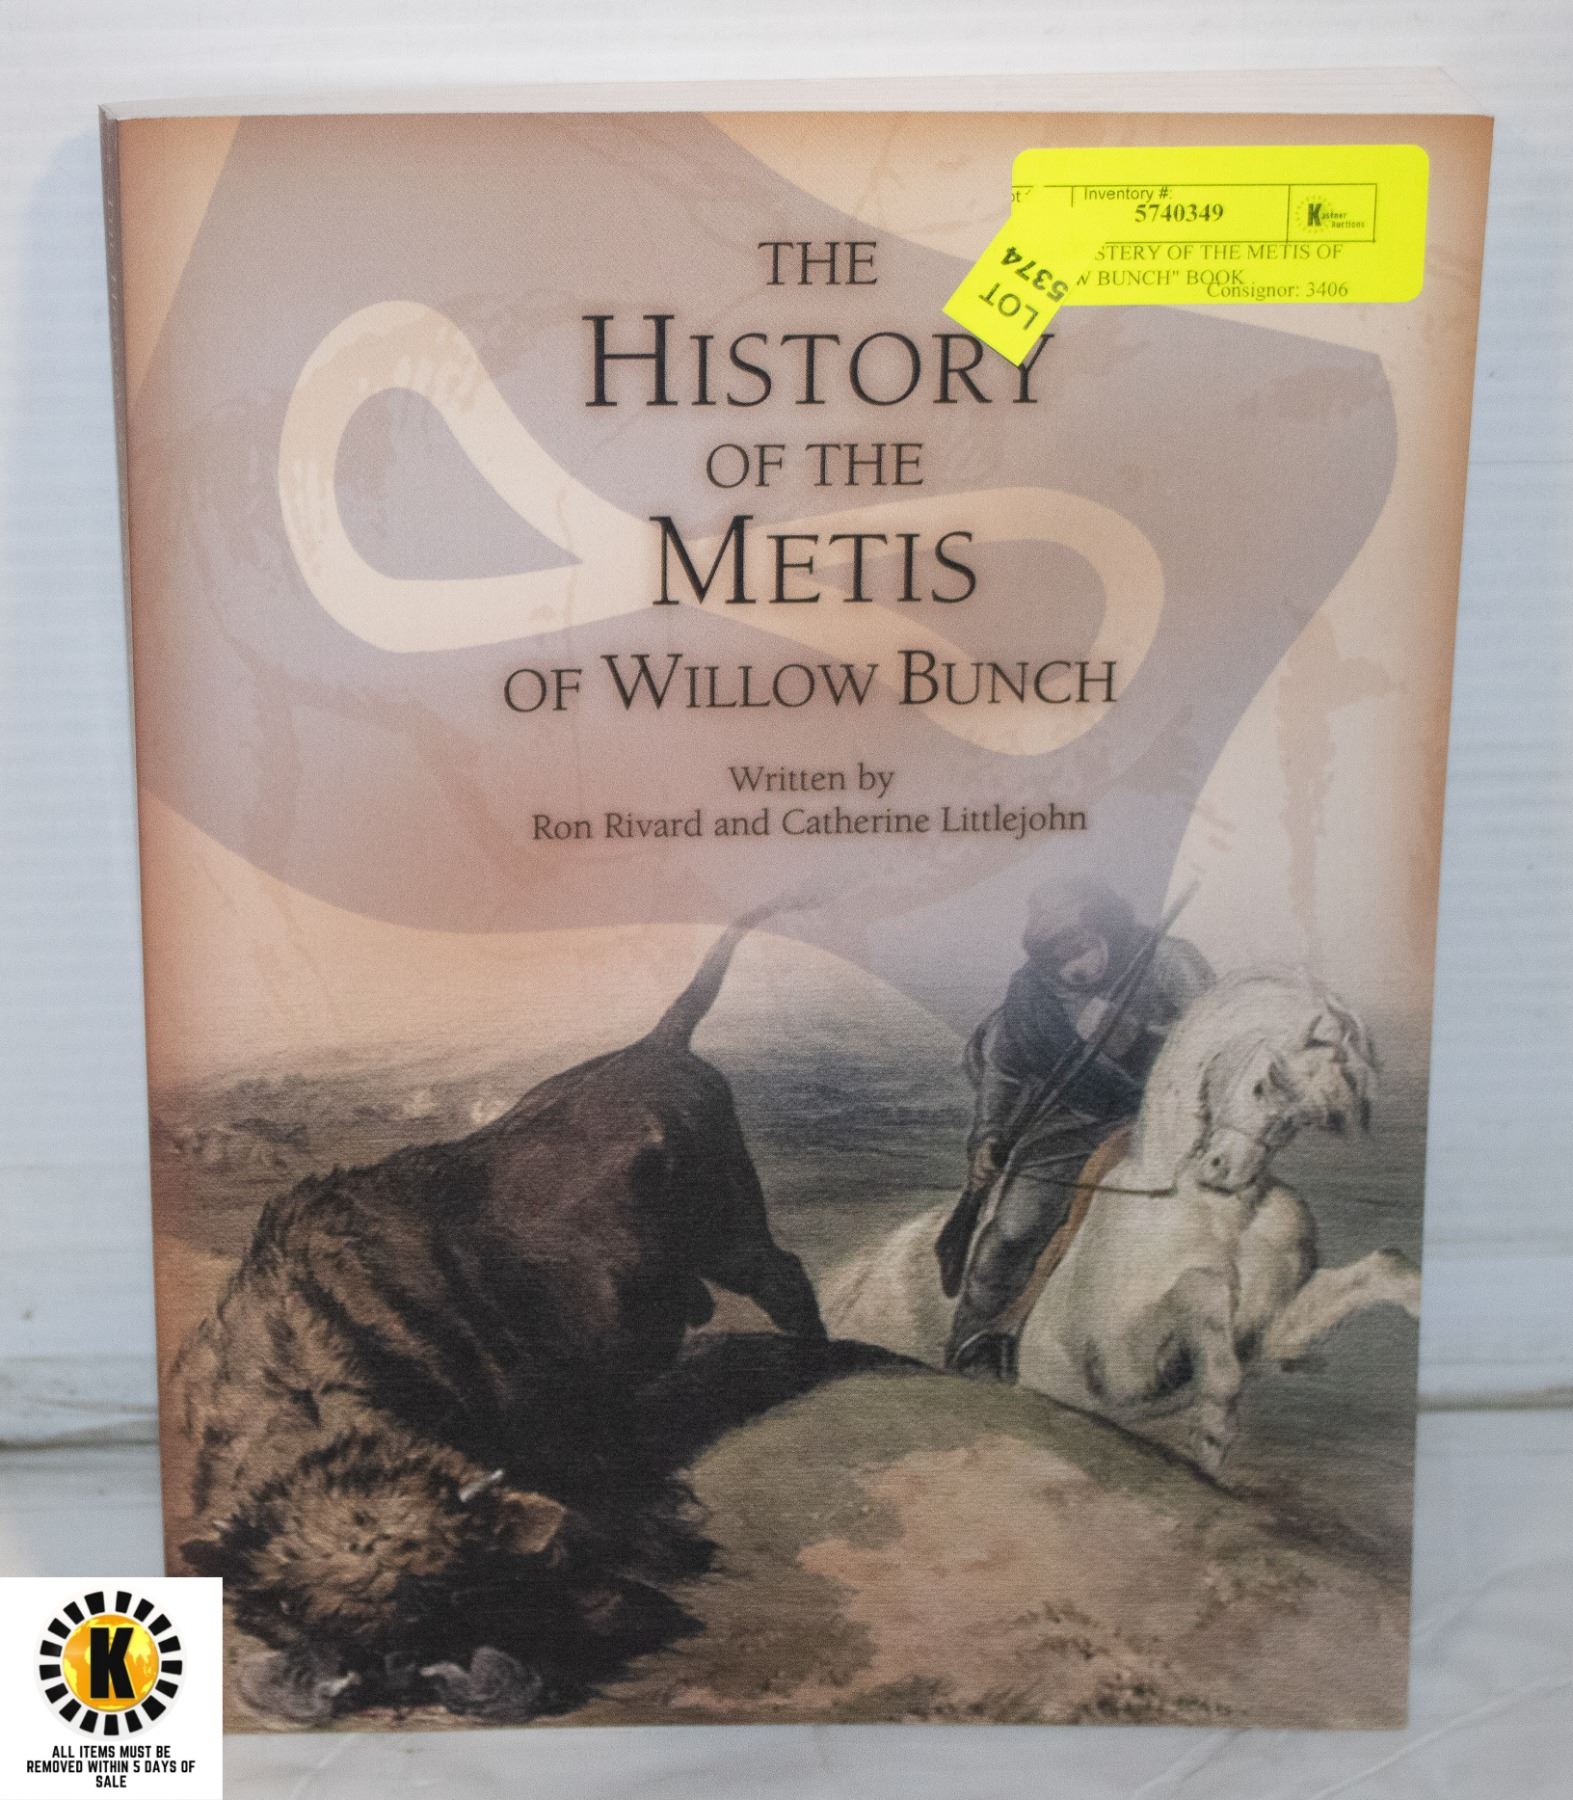 Inventory #:
5740349
Kastner
Auctions
STERY OF THE METIS OF
W BUNCH" BOOK
Consignor: 3406
LOT
5374
THE
HISTORY
OF THE
METIS
OF WILLOW BUNCH
Written by
Ron Rivard and Catherine Littlejohn
K
ALL ITEMS MUST BE
REMOVED WITHIN 5 DAYS OF
SALE